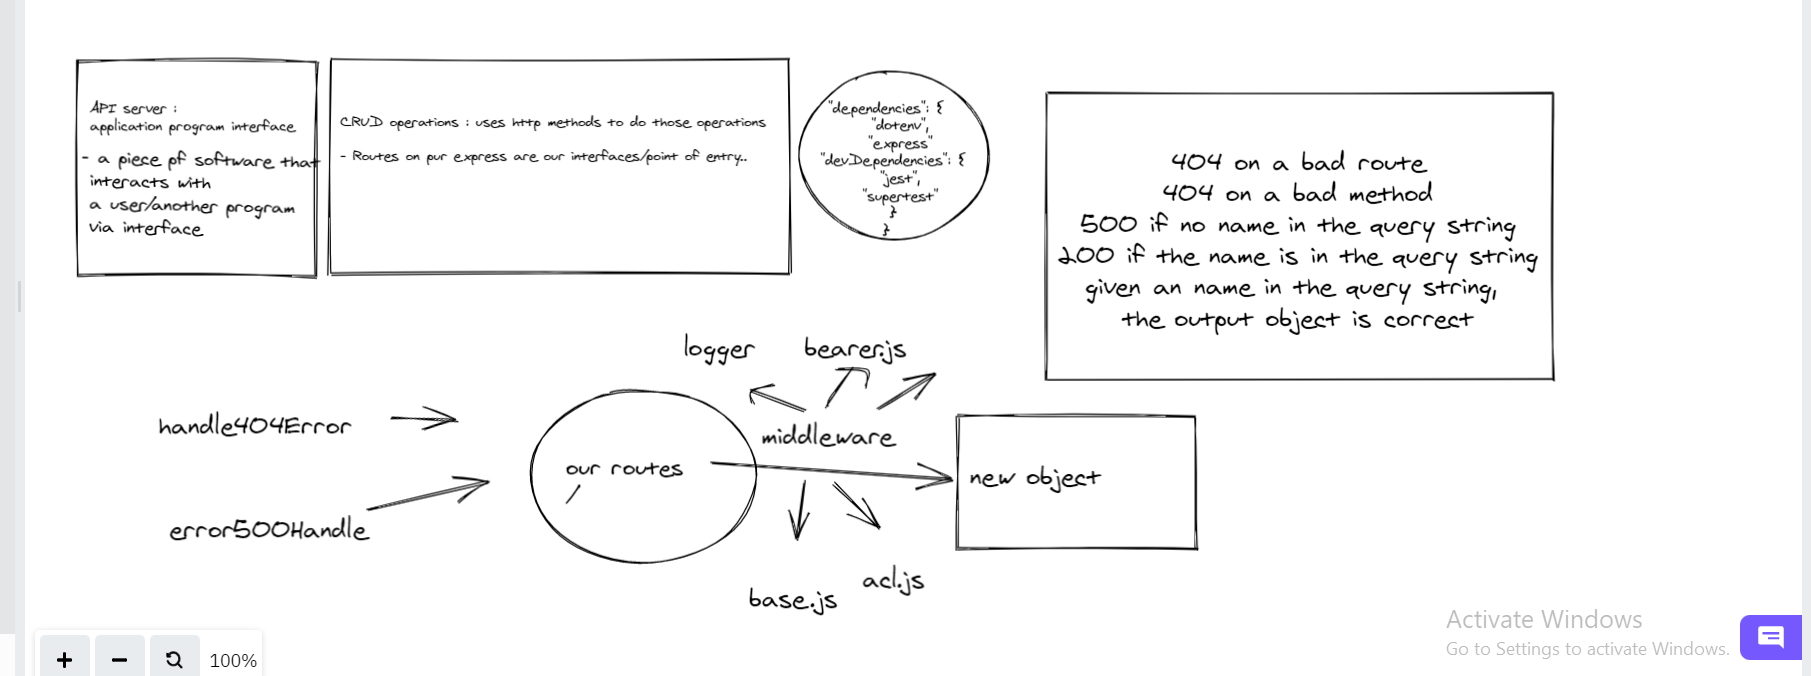 API server :
application program interface
- a piece pf software that
interacts with
a user/another program
via interface
CRUD operations : uses http methods to do those operations
- Routes on pur express are our interfaces/point of entry..
"dependencies": {
"dotenv",
"express"
"devDependencies": {
"jest",
"supertest"
}
}
404 on a bad route
404 on a bad method
500 if no name in the query string
200 if the name is in the query string
given an name in the query string,
the output object is correct
logger
bearer.js
handle404Error
middleware
our routes
/
new object
error500Handle
acl.js
base.js
100%
Activate Windows
Go to Settings to activate Windows.